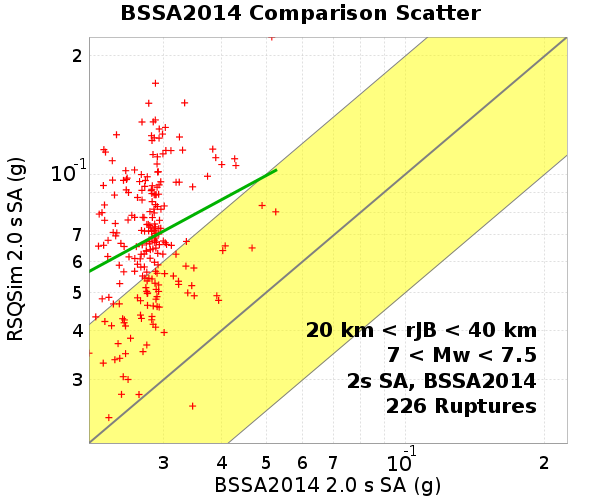 BSSA2014 Comparison Scatter
RSQSim 2.0 s SA (g)
2
10^-1
7
6
5
4
3
20 km < rJB < 40 km
7 < Mw < 7.5
2s SA, BSSA2014
226 Ruptures
3 4 5 6 7 10^-1 2
BSSA2014 2.0 s SA (g)